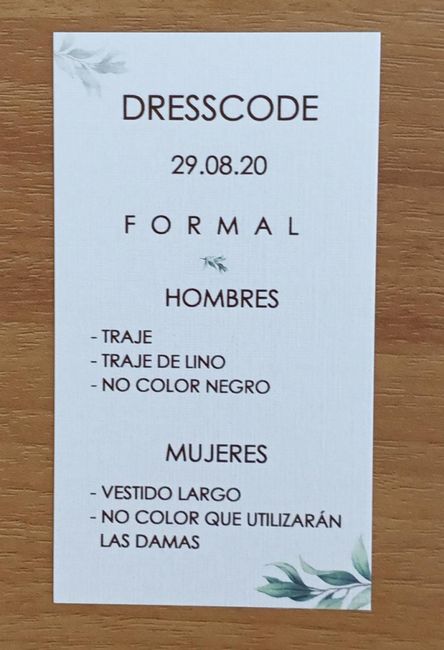 DRESSCODE
29.08.20
FORMAL
HOMBRES
- TRAJE
- TRAJE DE LINO
- NO COLOR NEGRO
MUJERES
- VESTIDO LARGO
- NO COLOR QUE UTILIZARÁN
LAS DAMAS